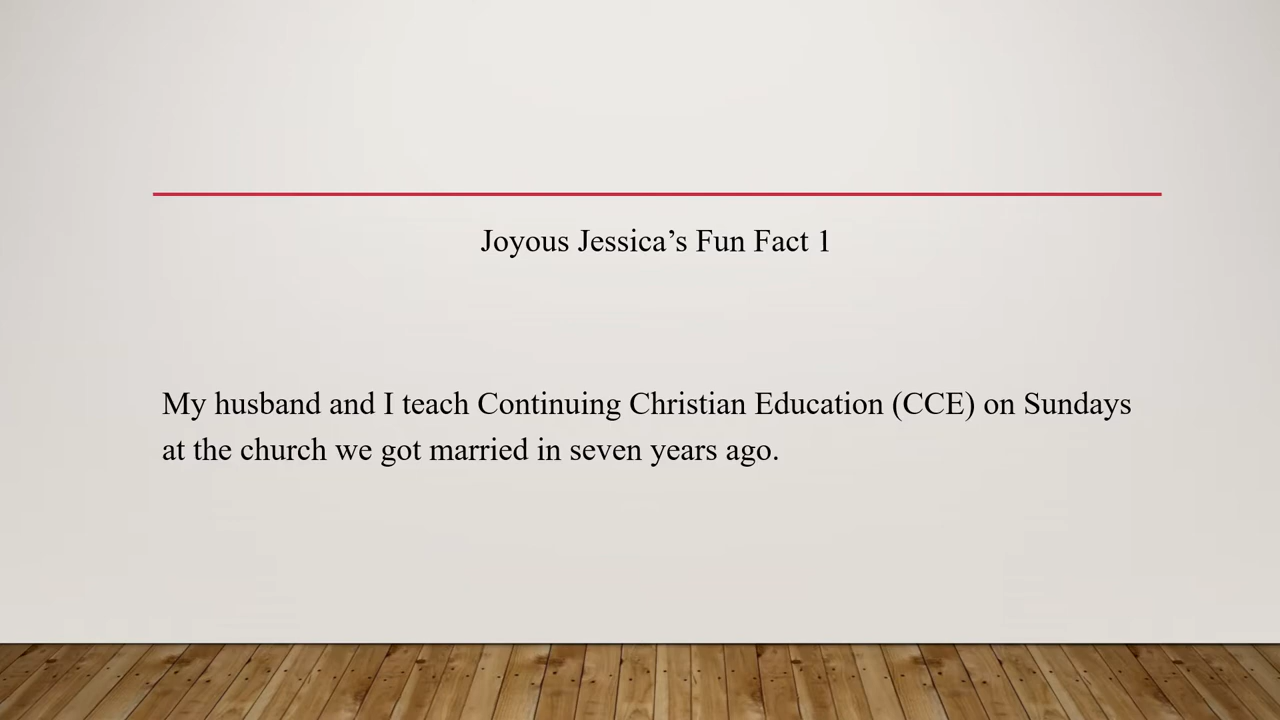 Joyous Jessica’s Fun Fact 1
My husband and I teach Continuing Christian Education (CCE) on Sundays
at the church we got married in seven years ago.